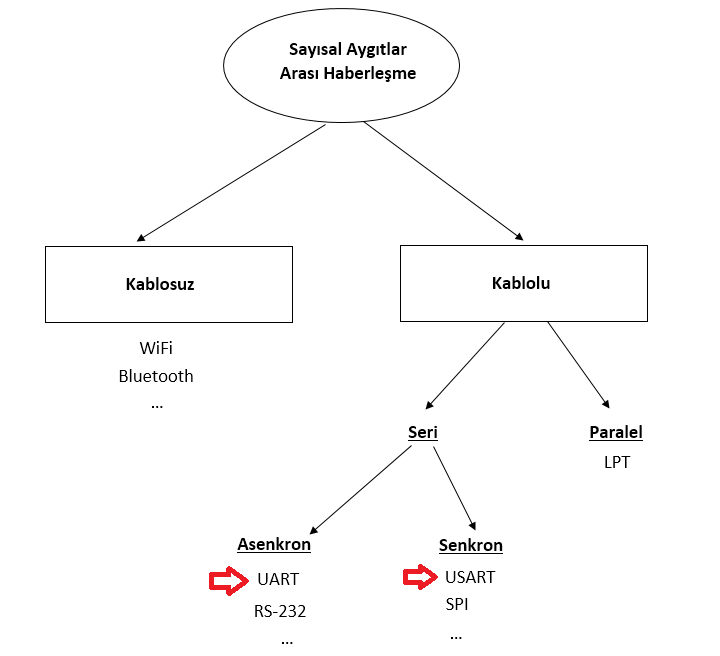 Sayısal Aygıtlar
Arası Haberleşme
Kablosuz
Kablolu
WiFi
Bluetooth
...
Seri
Paralel
LPT
Asenkron
Senkron
UART
USART
RS-232
SPI
...
...